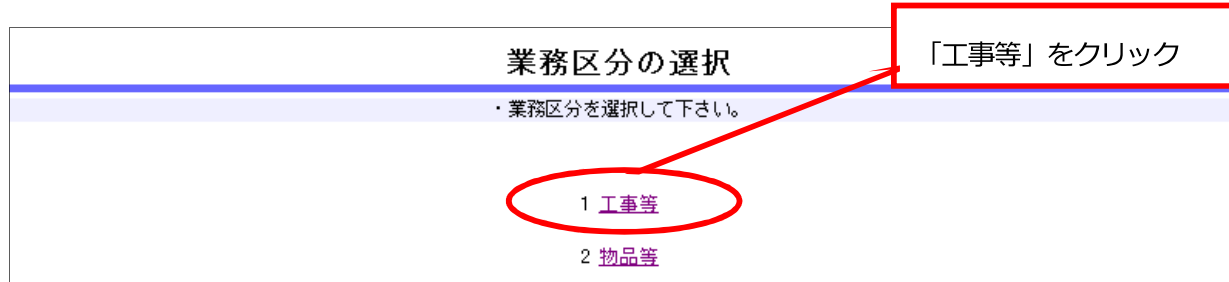 業務区分の選択
「工事等」をクリック
・業務区分を選択して下さい。
1 工事等
2 物品等